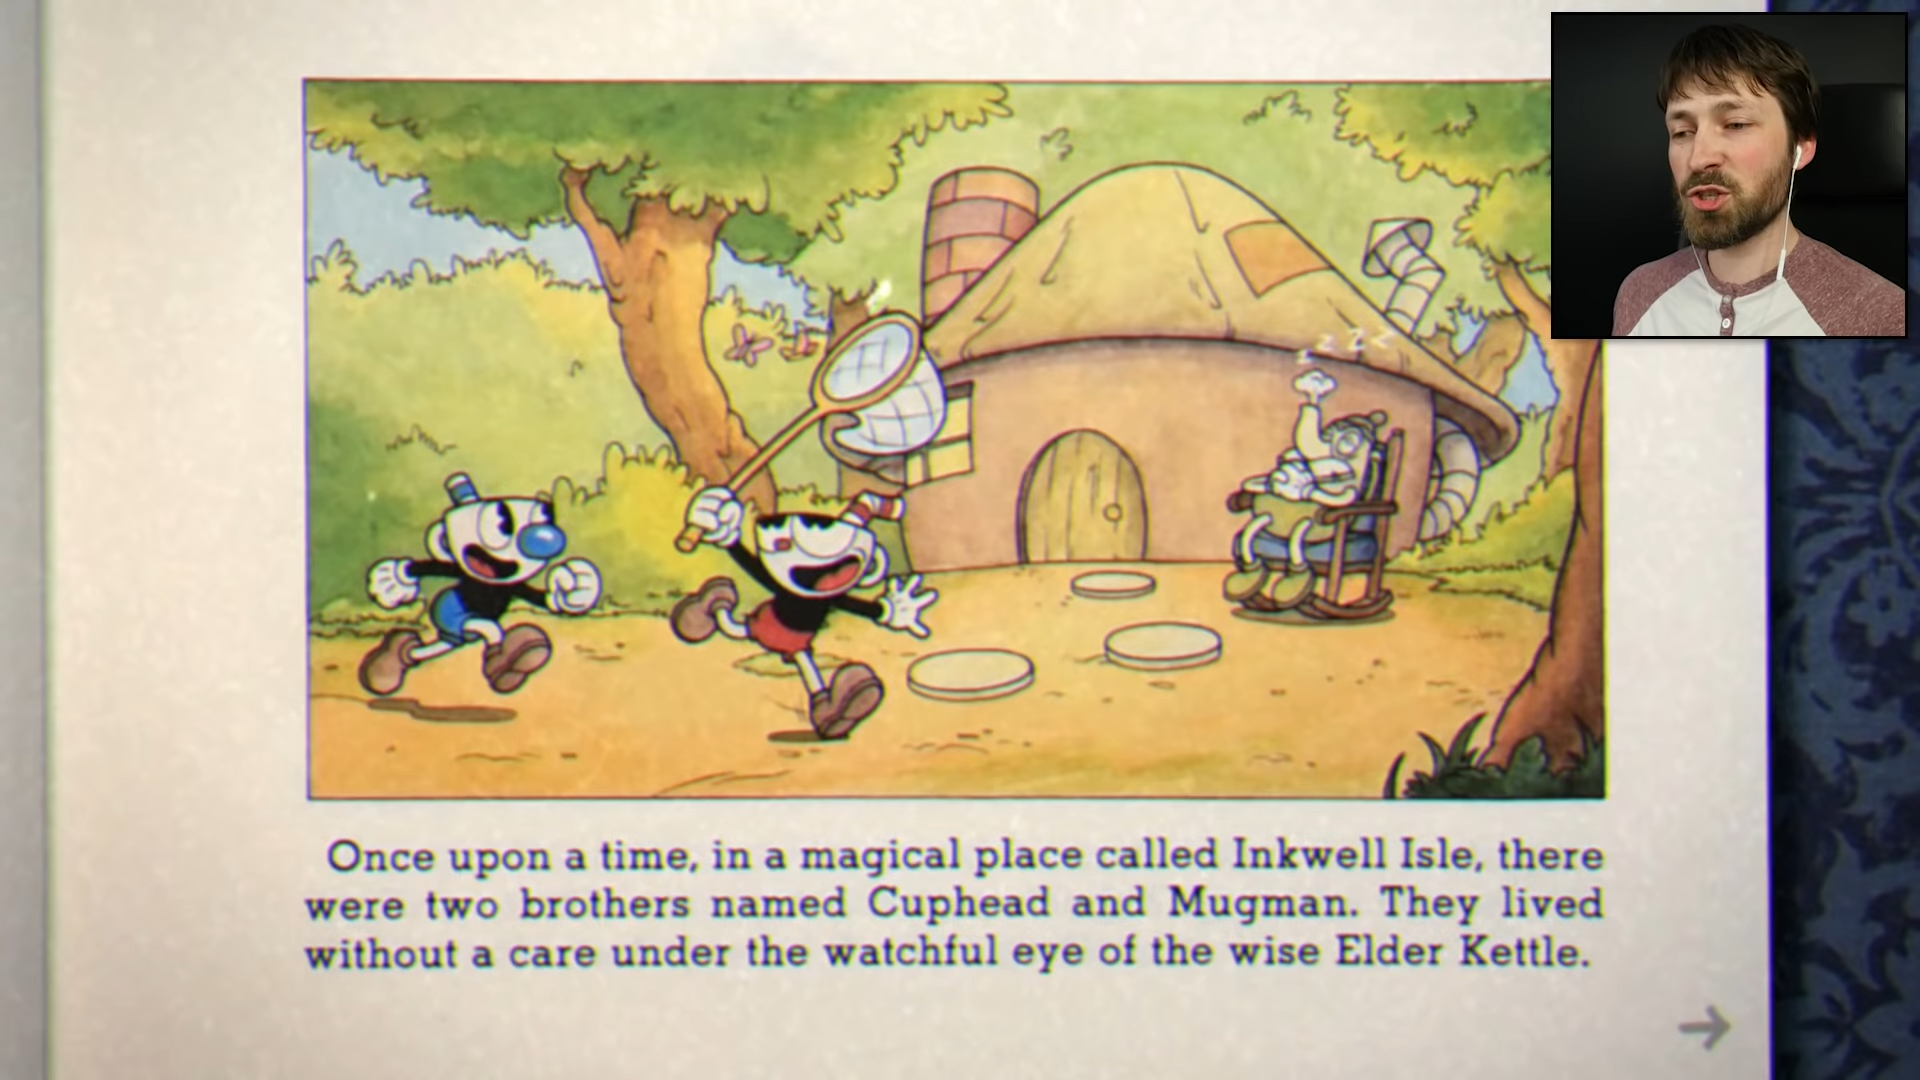 z z z z
Once upon a time, in a magical place called Inkwell Isle, there
were two brothers named Cuphead and Mugman. They lived
without a care under the watchful eye of the wise Elder Kettle.